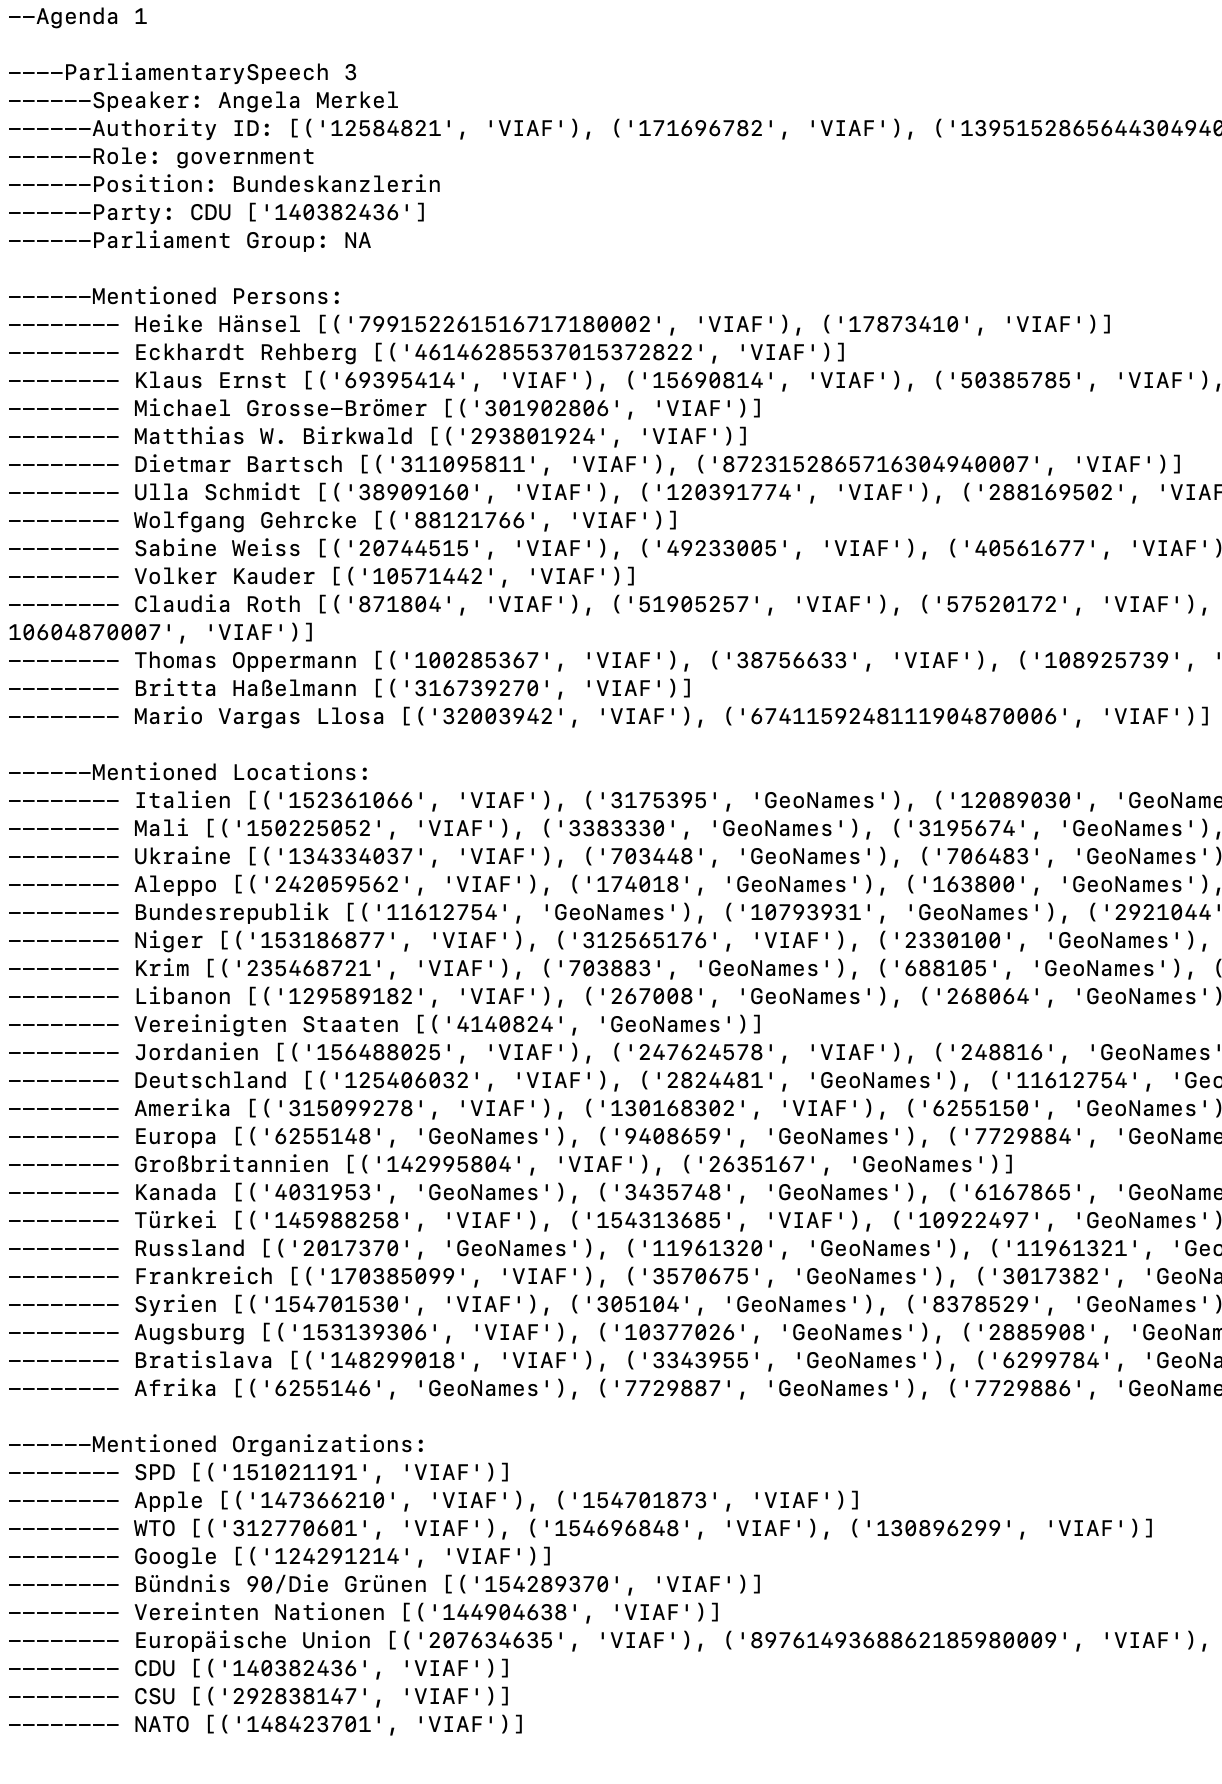 --Agenda 1
----ParliamentarySpeech 3
------Speaker: Angela Merkel
------Authority ID: [('12584821', 'VIAF'), ('171696782', 'VIAF'), ('1395152865644304940
------Role: government
------Position: Bundeskanzlerin
------Party: CDU ['140382436']
------Parliament Group: NA
------Mentioned Persons:
-------- Heike Hänsel [('799152261516717180002', 'VIAF'), ('17873410', 'VIAF')]
-------- Eckhardt Rehberg [('46146285537015372822', 'VIAF')]
-------- Klaus Ernst [('69395414', 'VIAF'), ('15690814', 'VIAF'), ('50385785', 'VIAF'),
-------- Michael Grosse-Brömer [('301902806', 'VIAF')]
-------- Matthias W. Birkwald [('293801924', 'VIAF')]
-------- Dietmar Bartsch [('311095811', 'VIAF'), ('8723152865716304940007', 'VIAF')]
-------- Ulla Schmidt [('38909160', 'VIAF'), ('120391774', 'VIAF'), ('288169502', 'VIAF
-------- Wolfgang Gehrcke [('88121766', 'VIAF')]
-------- Sabine Weiss [('20744515', 'VIAF'), ('49233005', 'VIAF'), ('40561677', 'VIAF')
-------- Volker Kauder [('10571442', 'VIAF')]
-------- Claudia Roth [('871804', 'VIAF'), ('51905257', 'VIAF'), ('57520172', 'VIAF'),
10604870007', 'VIAF')]
-------- Thomas Oppermann [('100285367', 'VIAF'), ('38756633', 'VIAF'), ('108925739', '
-------- Britta Haßelmann [('316739270', 'VIAF')]
-------- Mario Vargas Llosa [('32003942', 'VIAF'), ('6741159248111904870006', 'VIAF')]
------Mentioned Locations:
-------- Italien [('152361066', 'VIAF'), ('3175395', 'GeoNames'), ('12089030', 'GeoName
-------- Mali [('150225052', 'VIAF'), ('3383330', 'GeoNames'), ('3195674', 'GeoNames'),
-------- Ukraine [('134334037', 'VIAF'), ('703448', 'GeoNames'), ('706483', 'GeoNames')
-------- Aleppo [('242059562', 'VIAF'), ('174018', 'GeoNames'), ('163800', 'GeoNames'),
-------- Bundesrepublik [('11612754', 'GeoNames'), ('10793931', 'GeoNames'), ('2921044'
-------- Niger [('153186877', 'VIAF'), ('312565176', 'VIAF'), ('2330100', 'GeoNames'),
-------- Krim [('235468721', 'VIAF'), ('703883', 'GeoNames'), ('688105', 'GeoNames'), (
-------- Libanon [('129589182', 'VIAF'), ('267008', 'GeoNames'), ('268064', 'GeoNames')
-------- Vereinigten Staaten [('4140824', 'GeoNames')]
-------- Jordanien [('156488025', 'VIAF'), ('247624578', 'VIAF'), ('248816', 'GeoNames'
-------- Deutschland [('125406032', 'VIAF'), ('2824481', 'GeoNames'), ('11612754', 'Geo
-------- Amerika [('315099278', 'VIAF'), ('130168302', 'VIAF'), ('6255150', 'GeoNames')
-------- Europa [('6255148', 'GeoNames'), ('9408659', 'GeoNames'), ('7729884', 'GeoName
-------- Großbritannien [('142995804', 'VIAF'), ('2635167', 'GeoNames')]
-------- Kanada [('4031953', 'GeoNames'), ('3435748', 'GeoNames'), ('6167865', 'GeoName
-------- Türkei [('145988258', 'VIAF'), ('154313685', 'VIAF'), ('10922497', 'GeoNames')
-------- Russland [('2017370', 'GeoNames'), ('11961320', 'GeoNames'), ('11961321', 'Geo
-------- Frankreich [('170385099', 'VIAF'), ('3570675', 'GeoNames'), ('3017382', 'GeoNa
-------- Syrien [('154701530', 'VIAF'), ('305104', 'GeoNames'), ('8378529', 'GeoNames')
-------- Augsburg [('153139306', 'VIAF'), ('10377026', 'GeoNames'), ('2885908', 'GeoNam
-------- Bratislava [('148299018', 'VIAF'), ('3343955', 'GeoNames'), ('6299784', 'GeoNa
-------- Afrika [('6255146', 'GeoNames'), ('7729887', 'GeoNames'), ('7729886', 'GeoName
------Mentioned Organizations:
-------- SPD [('151021191', 'VIAF')]
-------- Apple [('147366210', 'VIAF'), ('154701873', 'VIAF')]
-------- WTO [('312770601', 'VIAF'), ('154696848', 'VIAF'), ('130896299', 'VIAF')]
-------- Google [('124291214', 'VIAF')]
-------- Bündnis 90/Die Grünen [('154289370', 'VIAF')]
-------- Vereinten Nationen [('144904638', 'VIAF')]
-------- Europäische Union [('207634635', 'VIAF'), ('8976149368862185980009', 'VIAF'),
-------- CDU [('140382436', 'VIAF')]
-------- CSU [('292838147', 'VIAF')]
-------- NATO [('148423701', 'VIAF')]